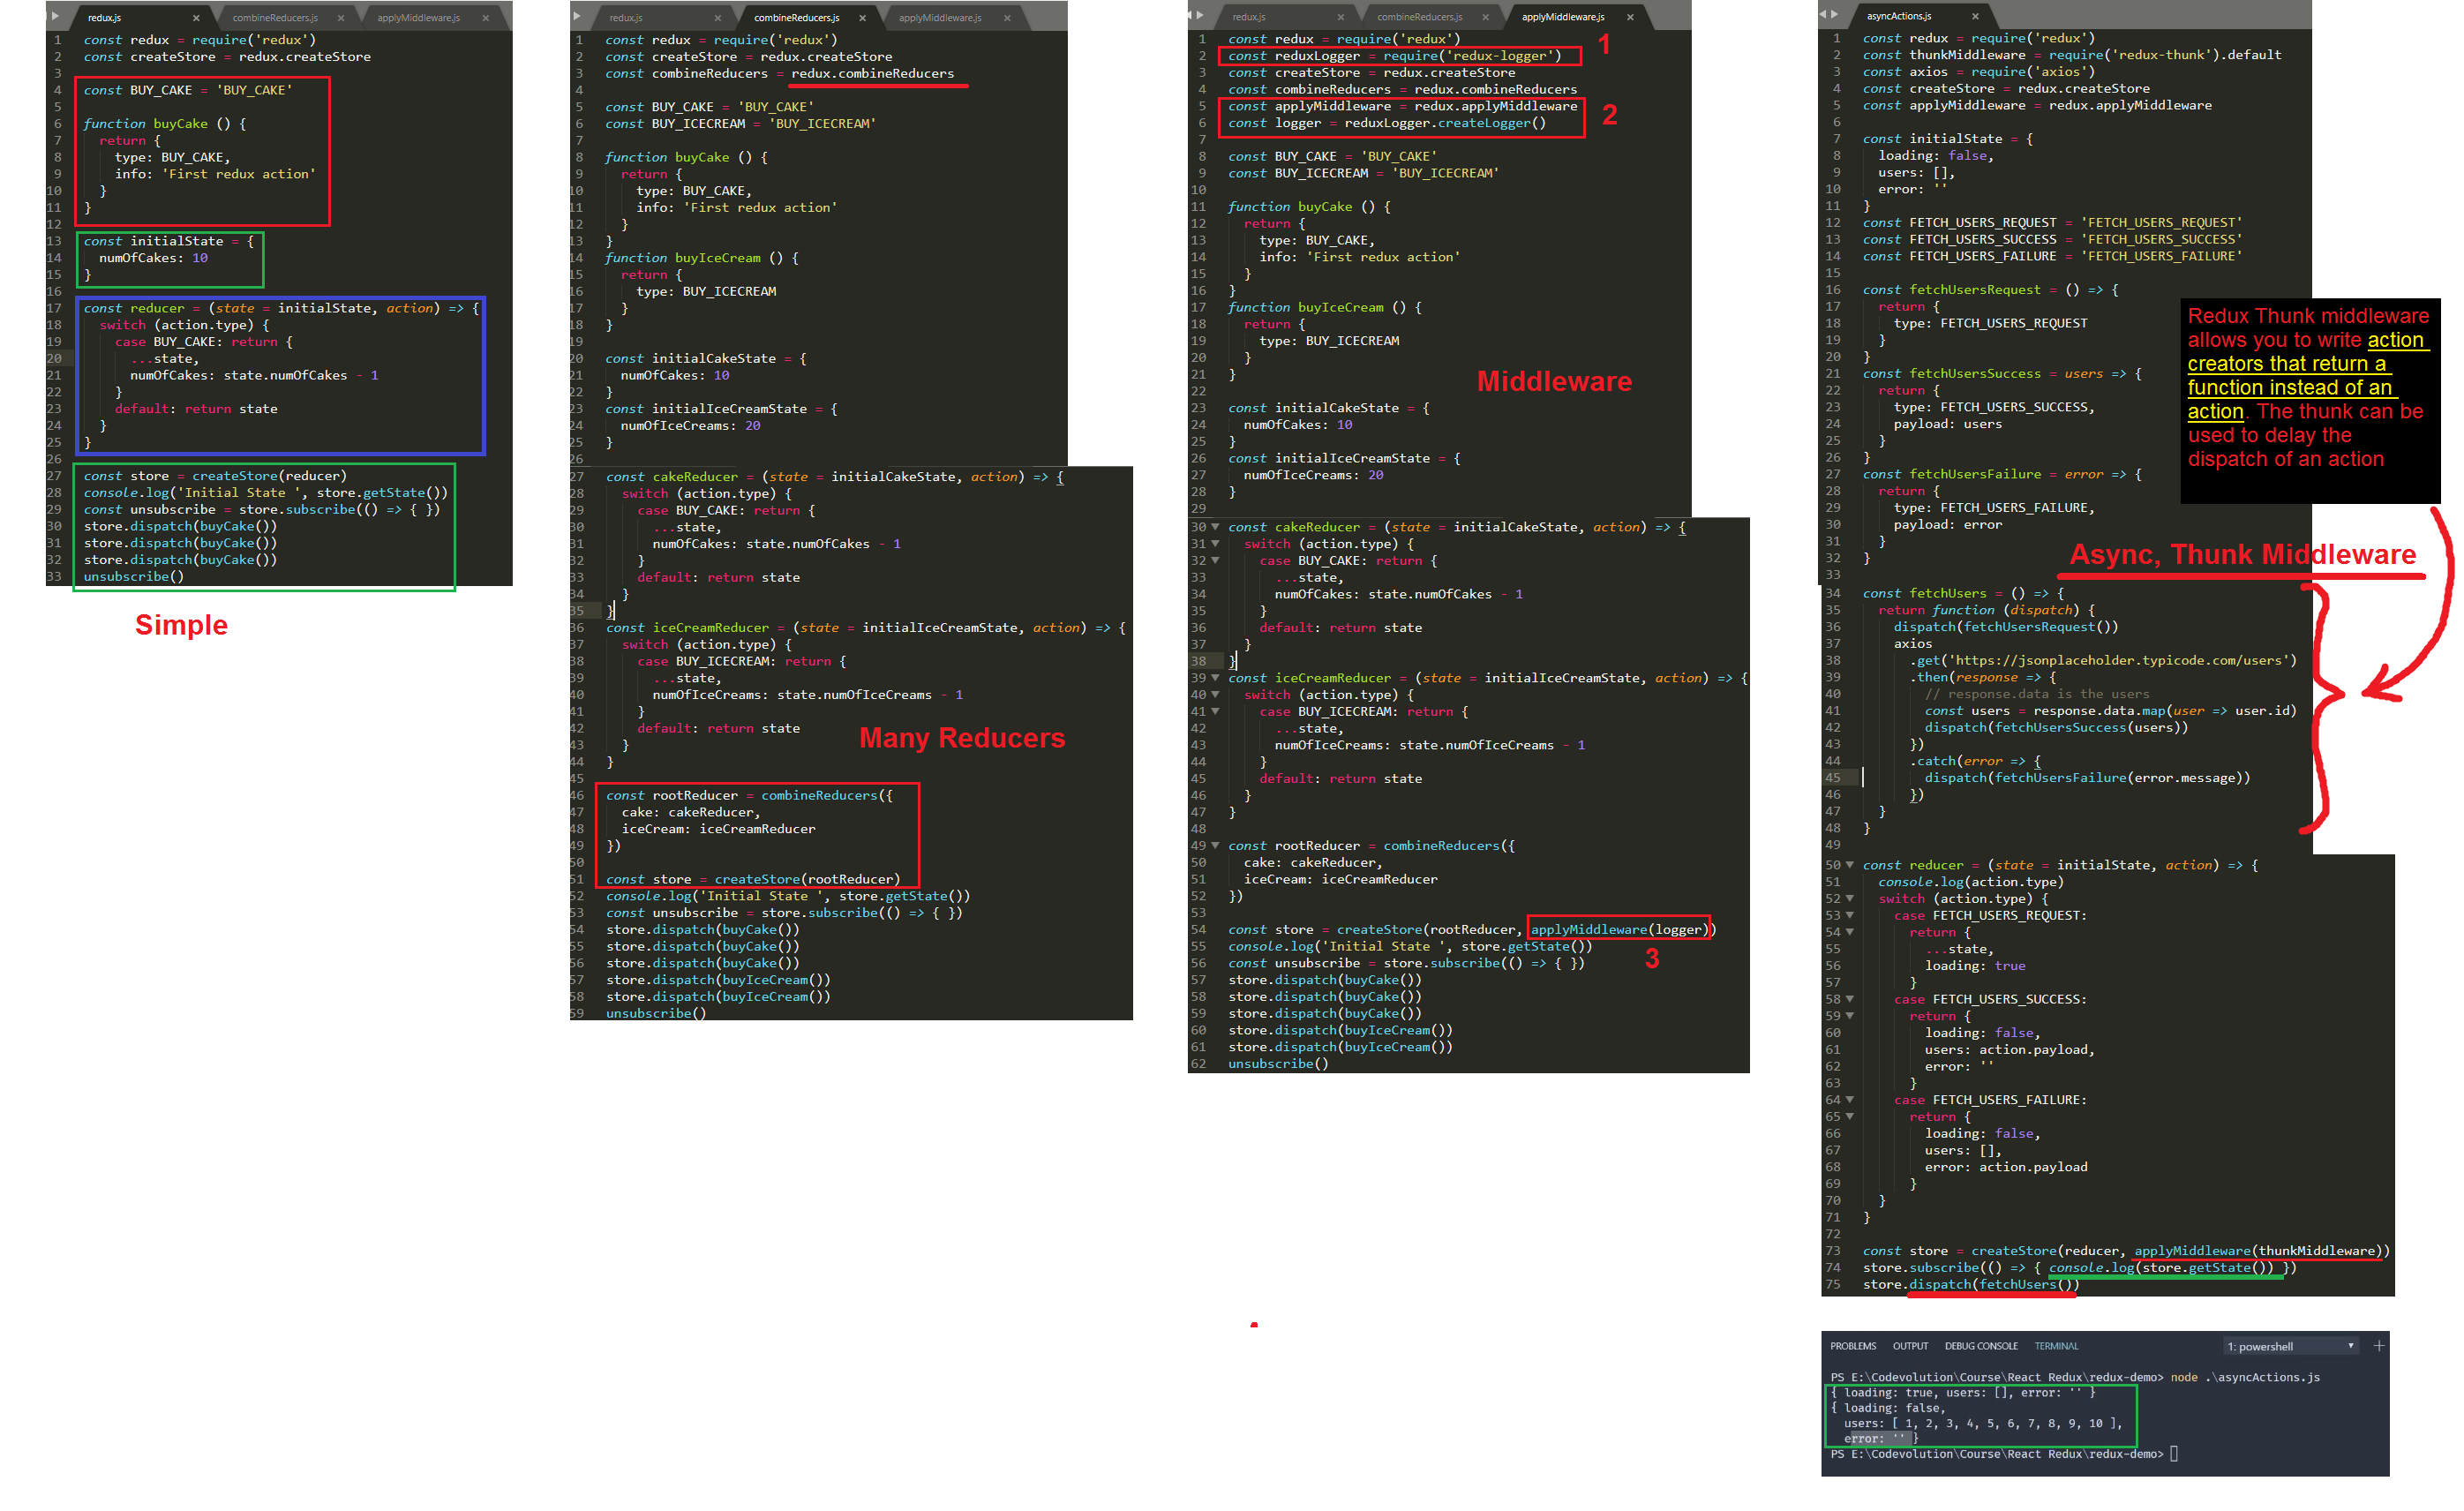 redux.js × combineReducers.js × applyMiddleware.js ×
1 const redux = require('redux')
2 const createStore = redux.createStore
3
4 const BUY_CAKE = 'BUY_CAKE'
5
6 function buyCake () {
7 return {
8 type: BUY_CAKE,
9 info: 'First redux action'
10 }
11 }
12
13 const initialState = {
14 numOfCakes: 10
15 }
16
17 const reducer = (state = initialState, action) => {
18 switch (action.type) {
19 case BUY_CAKE: return {
20 ...state,
21 numOfCakes: state.numOfCakes - 1
22 }
23 default: return state
24 }
25 }
26
27 const store = createStore(reducer)
28 console.log('Initial State ', store.getState())
29 const unsubscribe = store.subscribe(() => { })
30 store.dispatch(buyCake())
31 store.dispatch(buyCake())
32 store.dispatch(buyCake())
33 unsubscribe()
Simple
redux.js × combineReducers.js × applyMiddleware.js ×
1 const redux = require('redux')
2 const createStore = redux.createStore
3 const combineReducers = redux.combineReducers
4
5 const BUY_CAKE = 'BUY_CAKE'
6 const BUY_ICECREAM = 'BUY_ICECREAM'
7
8 function buyCake () {
9 return {
10 type: BUY_CAKE,
11 info: 'First redux action'
12 }
13 }
14 function buyIceCream () {
15 return {
16 type: BUY_ICECREAM
17 }
18 }
19
20 const initialCakeState = {
21 numOfCakes: 10
22 }
23 const initialIceCreamState = {
24 numOfIceCreams: 20
25 }
26
27 const cakeReducer = (state = initialCakeState, action) => {
28 switch (action.type) {
29 case BUY_CAKE: return {
30 ...state,
31 numOfCakes: state.numOfCakes - 1
32 }
33 default: return state
34 }
35 }
36 const iceCreamReducer = (state = initialIceCreamState, action) => {
37 switch (action.type) {
38 case BUY_ICECREAM: return {
39 ...state,
40 numOfIceCreams: state.numOfIceCreams - 1
41 }
42 default: return state
43 }
44 }
45
46 const rootReducer = combineReducers({
47 cake: cakeReducer,
48 iceCream: iceCreamReducer
49 })
50
51 const store = createStore(rootReducer)
52 console.log('Initial State ', store.getState())
53 const unsubscribe = store.subscribe(() => { })
54 store.dispatch(buyCake())
55 store.dispatch(buyCake())
56 store.dispatch(buyCake())
57 store.dispatch(buyIceCream())
58 store.dispatch(buyIceCream())
59 unsubscribe()
Many Reducers
redux.js × combineReducers.js × applyMiddleware.js ×
1 const redux = require('redux')
2 const reduxLogger = require('redux-logger')
3 const createStore = redux.createStore
4 const combineReducers = redux.combineReducers
5 const applyMiddleware = redux.applyMiddleware
6 const logger = reduxLogger.createLogger()
7
8 const BUY_CAKE = 'BUY_CAKE'
9 const BUY_ICECREAM = 'BUY_ICECREAM'
10
11 function buyCake () {
12 return {
13 type: BUY_CAKE,
14 info: 'First redux action'
15 }
16 }
17 function buyIceCream () {
18 return {
19 type: BUY_ICECREAM
20 }
21 }
22
23 const initialCakeState = {
24 numOfCakes: 10
25 }
26 const initialIceCreamState = {
27 numOfIceCreams: 20
28 }
29
30 const cakeReducer = (state = initialCakeState, action) => {
31 switch (action.type) {
32 case BUY_CAKE: return {
33 ...state,
34 numOfCakes: state.numOfCakes - 1
35 }
36 default: return state
37 }
38 }
39 const iceCreamReducer = (state = initialIceCreamState, action) => {
40 switch (action.type) {
41 case BUY_ICECREAM: return {
42 ...state,
43 numOfIceCreams: state.numOfIceCreams - 1
44 }
45 default: return state
46 }
47 }
48
49 const rootReducer = combineReducers({
50 cake: cakeReducer,
51 iceCream: iceCreamReducer
52 })
53
54 const store = createStore(rootReducer, applyMiddleware(logger))
55 console.log('Initial State ', store.getState())
56 const unsubscribe = store.subscribe(() => { })
57 store.dispatch(buyCake())
58 store.dispatch(buyCake())
59 store.dispatch(buyCake())
60 store.dispatch(buyIceCream())
61 store.dispatch(buyIceCream())
62 unsubscribe()
1
2
Middleware
3
asyncActions.js ×
1 const redux = require('redux')
2 const thunkMiddleware = require('redux-thunk').default
3 const axios = require('axios')
4 const createStore = redux.createStore
5 const applyMiddleware = redux.applyMiddleware
6
7 const initialState = {
8 loading: false,
9 users: [],
10 error: ''
11 }
12 const FETCH_USERS_REQUEST = 'FETCH_USERS_REQUEST'
13 const FETCH_USERS_SUCCESS = 'FETCH_USERS_SUCCESS'
14 const FETCH_USERS_FAILURE = 'FETCH_USERS_FAILURE'
15
16 const fetchUsersRequest = () => {
17 return {
18 type: FETCH_USERS_REQUEST
19 }
20 }
21 const fetchUsersSuccess = users => {
22 return {
23 type: FETCH_USERS_SUCCESS,
24 payload: users
25 }
26 }
27 const fetchUsersFailure = error => {
28 return {
29 type: FETCH_USERS_FAILURE,
30 payload: error
31 }
32 }
33
34 const fetchUsers = () => {
35 return function (dispatch) {
36 dispatch(fetchUsersRequest())
37 axios
38 .get('https://jsonplaceholder.typicode.com/users')
39 .then(response => {
40 // response.data is the users
41 const users = response.data.map(user => user.id)
42 dispatch(fetchUsersSuccess(users))
43 })
44 .catch(error => {
45 dispatch(fetchUsersFailure(error.message))
46 })
47 }
48 }
49
50 const reducer = (state = initialState, action) => {
51 console.log(action.type)
52 switch (action.type) {
53 case FETCH_USERS_REQUEST:
54 return {
55 ...state,
56 loading: true
57 }
58 case FETCH_USERS_SUCCESS:
59 return {
60 loading: false,
61 users: action.payload,
62 error: ''
63 }
64 case FETCH_USERS_FAILURE:
65 return {
66 loading: false,
67 users: [],
68 error: action.payload
69 }
70 }
71 }
72
73 const store = createStore(reducer, applyMiddleware(thunkMiddleware))
74 store.subscribe(() => { console.log(store.getState()) })
75 store.dispatch(fetchUsers())
Redux Thunk middleware
allows you to write action
creators that return a
function instead of an
action. The thunk can be
used to delay the
dispatch of an action
Async, Thunk Middleware
PROBLEMS OUTPUT DEBUG CONSOLE TERMINAL 1: powershell
PS E:\Codevolution\Course\React Redux\redux-demo> node .\asyncActions.js
{ loading: true, users: [], error: '' }
{ loading: false,
users: [ 1, 2, 3, 4, 5, 6, 7, 8, 9, 10 ],
error: '' }
PS E:\Codevolution\Course\React Redux\redux-demo>